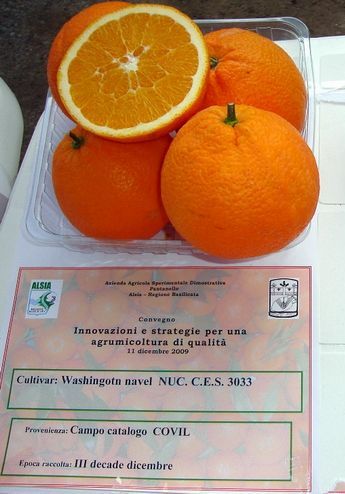 ALSIA
Azienda Agricola Sperimentale Dimostrativa
Pantanello
Alsia - Regione Basilicata
Convegno
Innovazioni e strategie per una
agrumicoltura di qualità
11 dicembre 2009
Cultivar: Washingotn navel NUC. C.E.S. 3033
Provenienza: Campo catalogo COVIL
Epoca raccolta: III decade dicembre